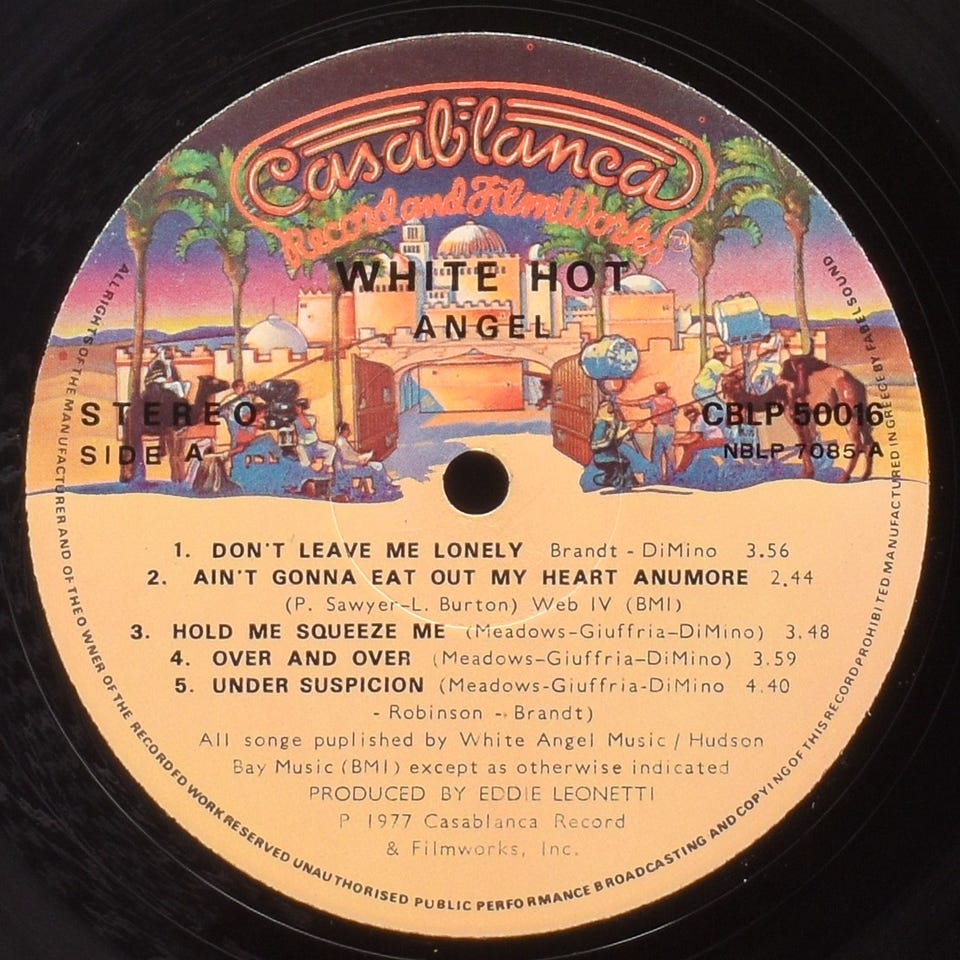 Casablanca
Record and FilmWorks
TM
WHITE HOT
ANGEL
STEREO
SIDE A
CBLP 50016
NBLP 7085-A
1. DON'T LEAVE ME LONELY Brandt - DiMino 3.56
2. AIN'T GONNA EAT OUT MY HEART ANUMORE 2.44
(P. Sawyer-L. Burton) Web IV (BMI)
3. HOLD ME SQUEEZE ME (Meadows-Giuffria-DiMino) 3.48
4. OVER AND OVER (Meadows-Giuffria-DiMino) 3.59
5. UNDER SUSPICION (Meadows-Giuffria-DiMino 4.40
- Robinson - Brandt)
All songe puplished by White Angel Music / Hudson
Bay Music (BMI) except as otherwise indicated
PRODUCED BY EDDIE LEONETTI
P 1977 Casablanca Record
& Filmworks, Inc.
ALL RIGHTS OF THE MANUFACTURER AND OF THEO WNER OF THE RECORDED WORK RESERVED UNAUTHORISED PUBLIC PERFORMANCE BROADCASTING AND COPYING OF THIS RECORD PROHIBITED MANUFACTURED IN GREECE BY FABELSOUND